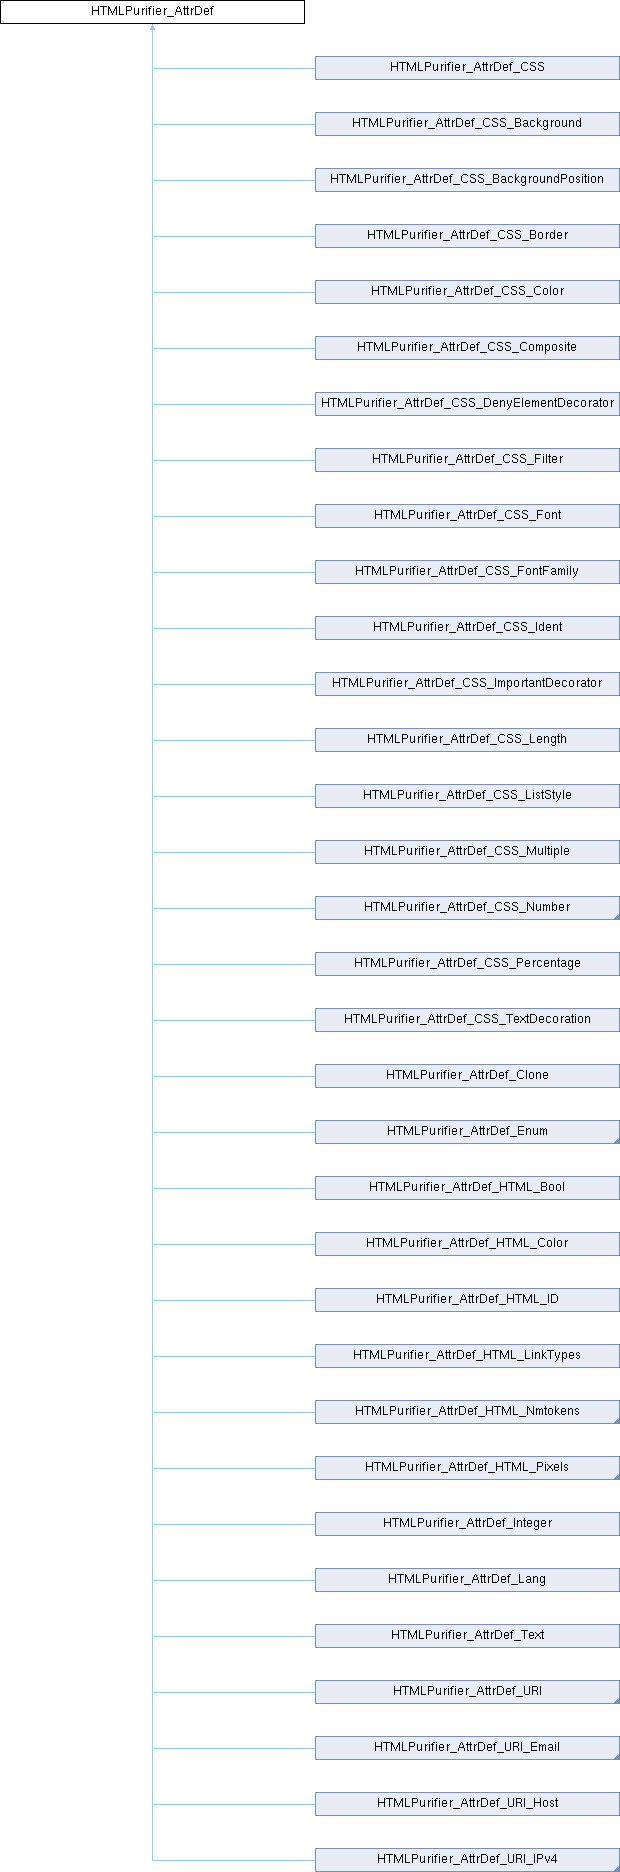 HTMLPurifier_AttrDef
HTMLPurifier_AttrDef_CSS
HTMLPurifier_AttrDef_CSS_Background
HTMLPurifier_AttrDef_CSS_BackgroundPosition
HTMLPurifier_AttrDef_CSS_Border
HTMLPurifier_AttrDef_CSS_Color
HTMLPurifier_AttrDef_CSS_Composite
HTMLPurifier_AttrDef_CSS_DenyElementDecorator
HTMLPurifier_AttrDef_CSS_Filter
HTMLPurifier_AttrDef_CSS_Font
HTMLPurifier_AttrDef_CSS_FontFamily
HTMLPurifier_AttrDef_CSS_Ident
HTMLPurifier_AttrDef_CSS_ImportantDecorator
HTMLPurifier_AttrDef_CSS_Length
HTMLPurifier_AttrDef_CSS_ListStyle
HTMLPurifier_AttrDef_CSS_Multiple
HTMLPurifier_AttrDef_CSS_Number
HTMLPurifier_AttrDef_CSS_Percentage
HTMLPurifier_AttrDef_CSS_TextDecoration
HTMLPurifier_AttrDef_Clone
HTMLPurifier_AttrDef_Enum
HTMLPurifier_AttrDef_HTML_Bool
HTMLPurifier_AttrDef_HTML_Color
HTMLPurifier_AttrDef_HTML_ID
HTMLPurifier_AttrDef_HTML_LinkTypes
HTMLPurifier_AttrDef_HTML_Nmtokens
HTMLPurifier_AttrDef_HTML_Pixels
HTMLPurifier_AttrDef_Integer
HTMLPurifier_AttrDef_Lang
HTMLPurifier_AttrDef_Text
HTMLPurifier_AttrDef_URI
HTMLPurifier_AttrDef_URI_Email
HTMLPurifier_AttrDef_URI_Host
HTMLPurifier_AttrDef_URI_IPv4